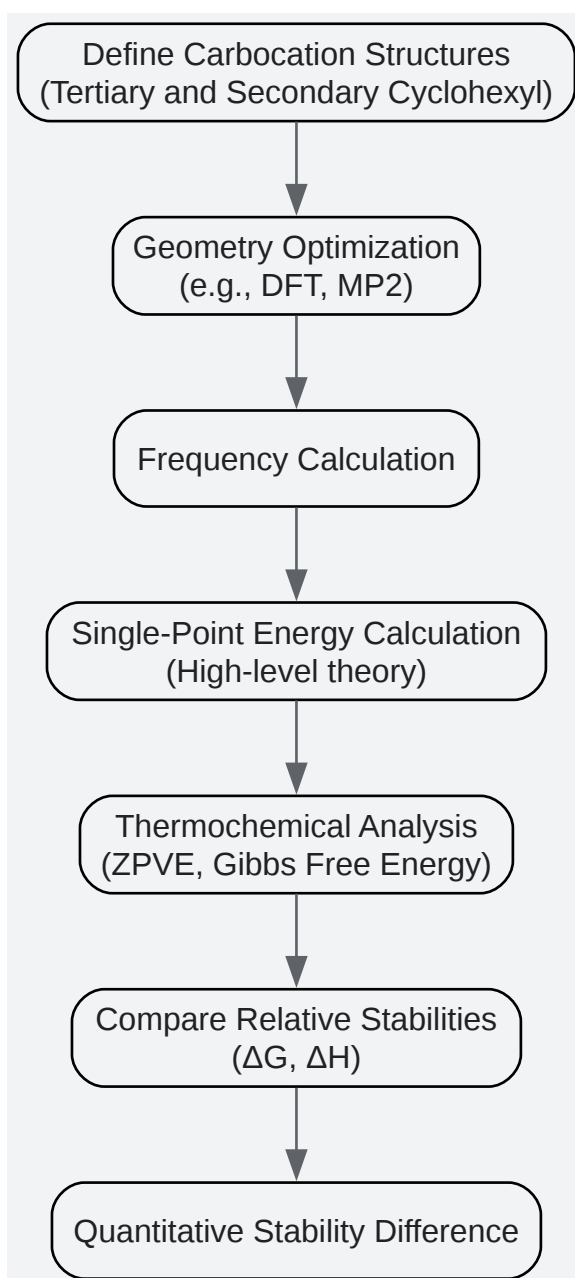 Define Carbocation Structures
(Tertiary and Secondary Cyclohexyl)
Geometry Optimization
(e.g., DFT, MP2)
Frequency Calculation
Single-Point Energy Calculation
(High-level theory)
Thermochemical Analysis
(ZPVE, Gibbs Free Energy)
Compare Relative Stabilities
(ΔG, ΔH)
Quantitative Stability Difference